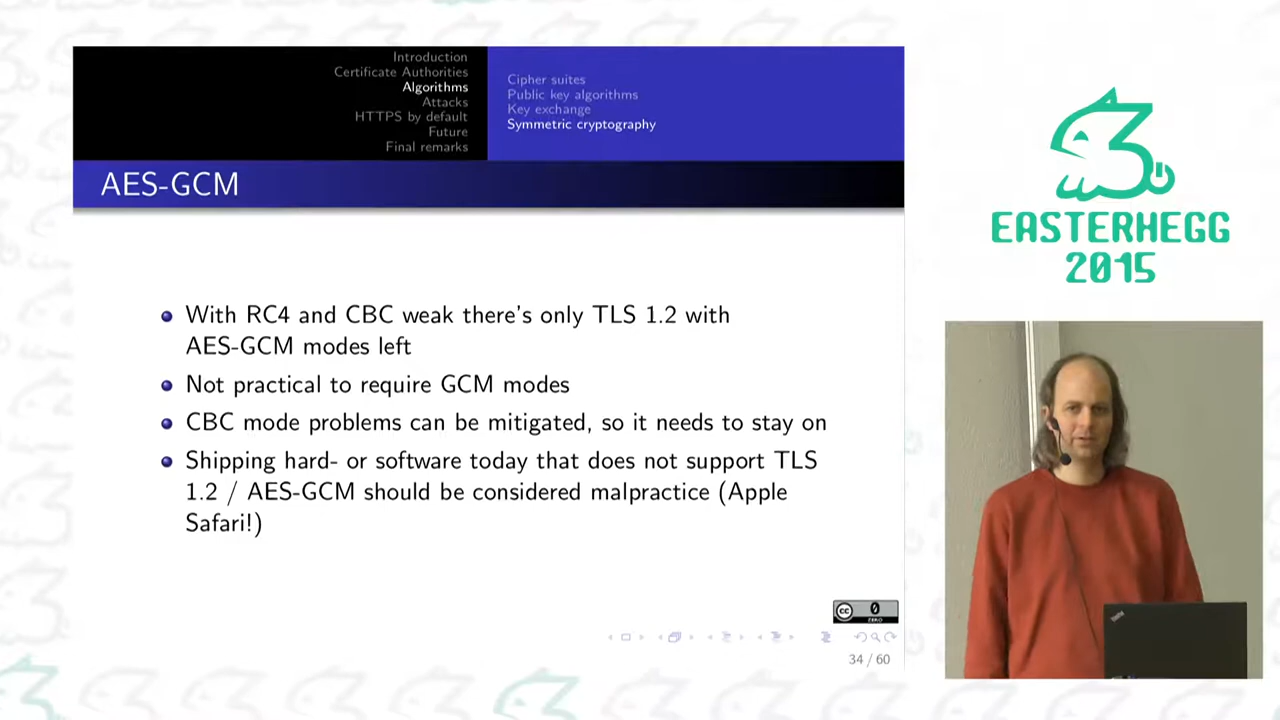 Introduction
Certificate Authorities
Algorithms
Attacks
HTTPS by default
Future
Final remarks
Cipher suites
Public key algorithms
Key exchange
Symmetric cryptography
AES-GCM
With RC4 and CBC weak there's only TLS 1.2 with
AES-GCM modes left
Not practical to require GCM modes
CBC mode problems can be mitigated, so it needs to stay on
Shipping hard- or software today that does not support TLS
1.2 / AES-GCM should be considered malpractice (Apple
Safari!)
cc 0
ZERO
34 / 60
EASTERHEGG
2015